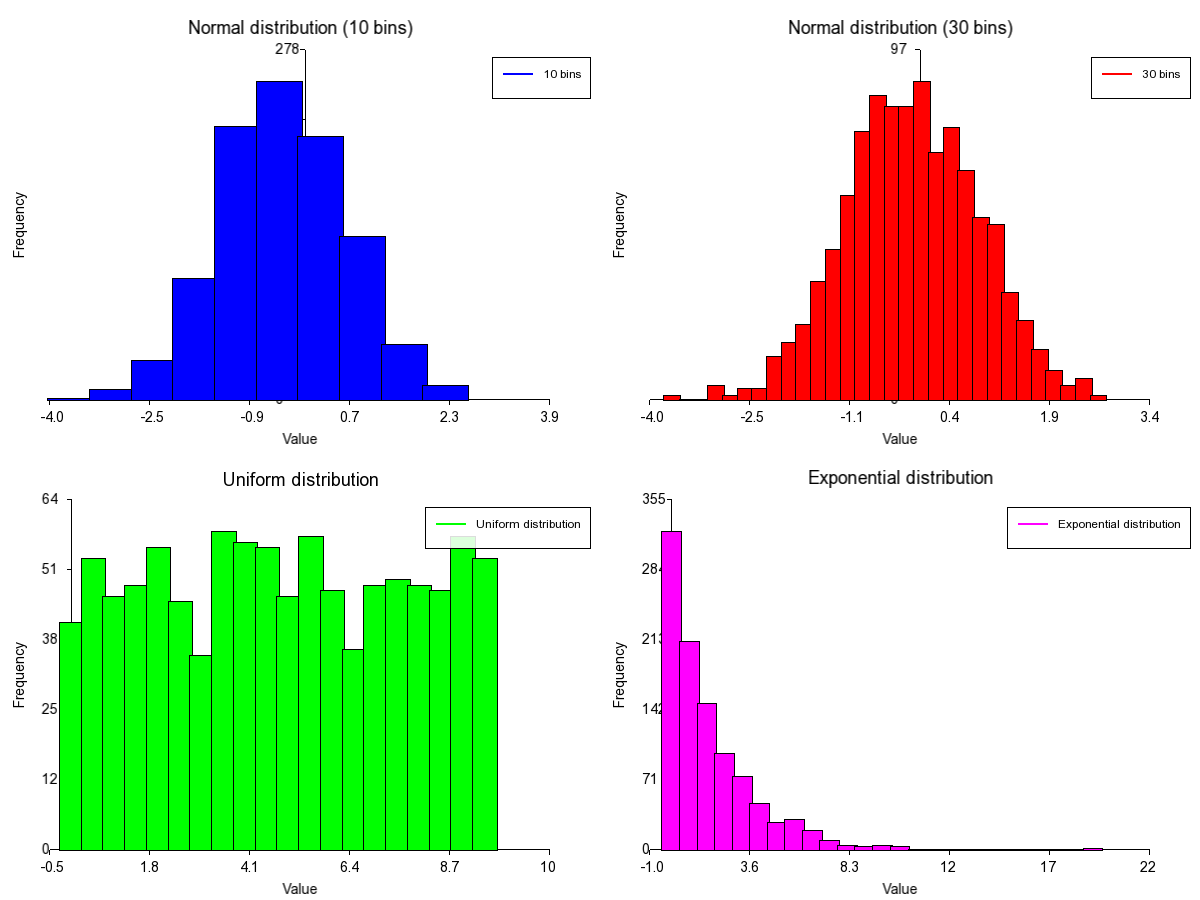 Normal distribution (10 bins)
278
10 bins
Frequency
-4.0 -2.5 -0.9 0.7 2.3 3.9
Value
Normal distribution (30 bins)
97
30 bins
Frequency
-4.0 -2.5 -1.1 0.4 1.9 3.4
Value
Uniform distribution
64
Uniform distribution
51
38
25
12
0
Frequency
-0.5 1.8 4.1 6.4 8.7 10
Value
Exponential distribution
355
Exponential distribution
284
213
142
71
0
Frequency
-1.0 3.6 8.3 12 17 22
Value